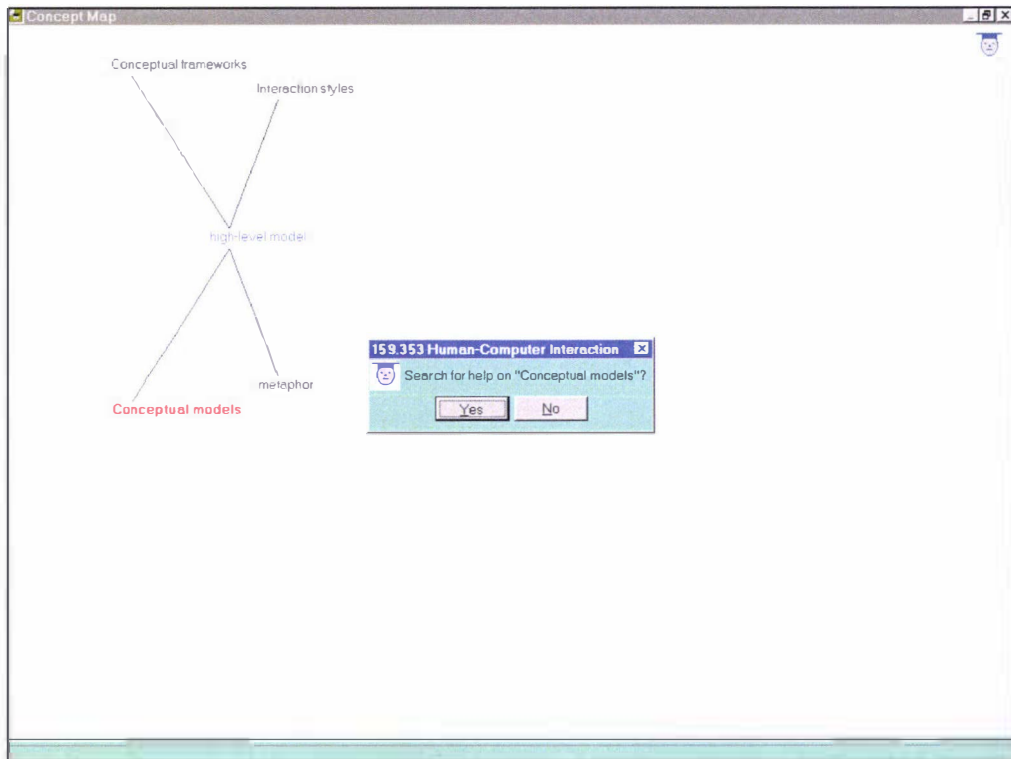 Concept Map
Conceptual frameworks
Interaction styles
high-level model
159.353 Human-Computer Interaction
Search for help on "Conceptual models"?
Yes
No
metaphor
Conceptual models